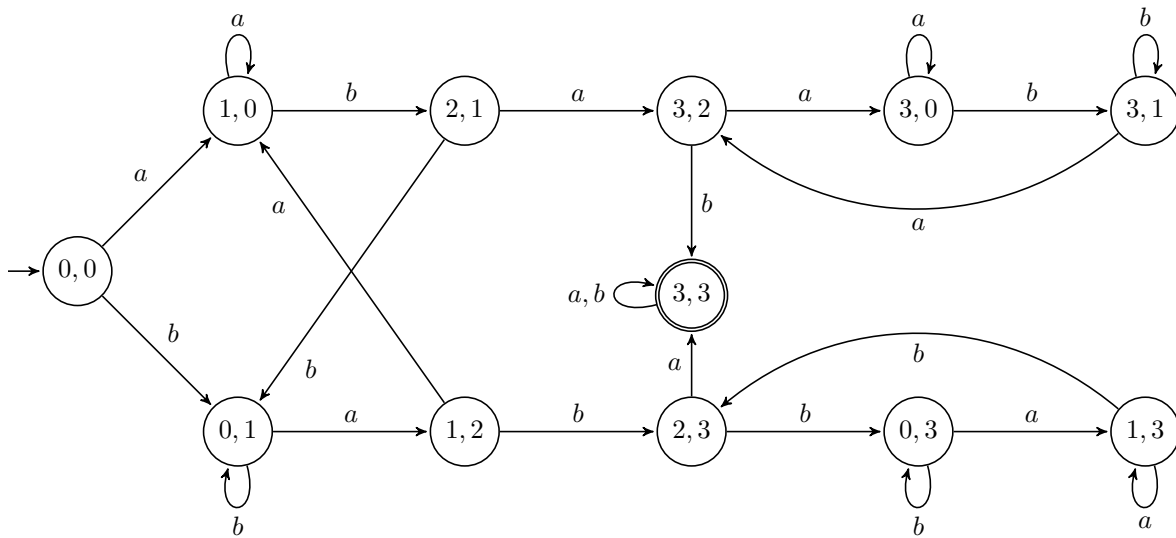 a a b
1, 0 b 2, 1 a 3, 2 a 3, 0 b 3, 1
a a b a
0, 0 a, b 3, 3
b b a b
0, 1 a 1, 2 b 2, 3 b 0, 3 a 1, 3
b b a